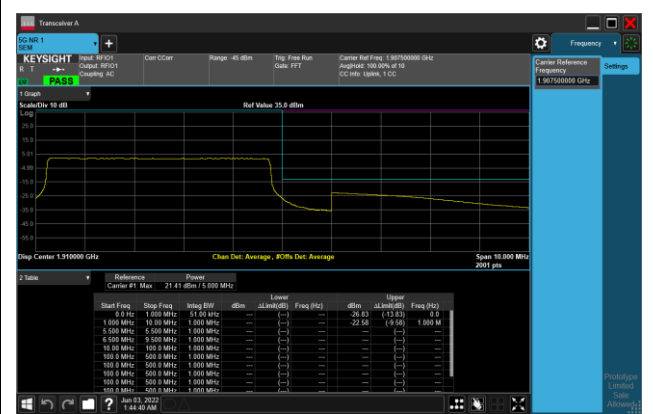 Transceiver A
5G NR 1
SEM
Frequency
KEYSIGHT
R T
PASS
Input: RFIO1
Output: RFIO1
Coupling: AC
Corr CCorr
Range: -45 dBm
Trig: Free Run
Gate: FFT
Carrier Ref Freq: 1.907500000 GHz
Avg|Hold: 100.00% of 10
CC Info: Uplink, 1 CC
Carrier Reference
Frequency
1.907500000 GHz
Settings
1 Graph
Scale/Div 10 dB
Ref Value 35.0 dBm
Log
25.0
15.0
5.01
-4.99
-15.0
-25.0
-35.0
-45.0
-55.0
Disp Center 1.910000 GHz
Chan Det: Average, #Offs Det: Average
Span 10.000 MHz
2001 pts
2 Table
Reference Power
Carrier #1 Max 21.41 dBm / 5.000 MHz
Lower Upper
Start Freq Stop Freq Integ BW dBm ΔLimit(dB) Freq (Hz) dBm ΔLimit(dB) Freq (Hz)
0.0 Hz 1.000 MHz 51.00 kHz --- (---) --- -26.83 (-13.83) 0.0
1.000 MHz 10.00 MHz 1.000 MHz --- (---) --- -22.58 (-9.58) 1.000 M
5.500 MHz 5.500 MHz 1.000 MHz --- (---) --- --- (---) ---
6.500 MHz 9.500 MHz 1.000 MHz --- (---) --- --- (---) ---
10.00 MHz 100.0 MHz 1.000 MHz --- (---) --- --- (---) ---
100.0 MHz 500.0 MHz 1.000 MHz --- (---) --- --- (---) ---
100.0 MHz 500.0 MHz 1.000 MHz --- (---) --- --- (---) ---
100.0 MHz 500.0 MHz 1.000 MHz --- (---) --- --- (---) ---
100.0 MHz 500.0 MHz 1.000 MHz --- (---) --- --- (---) ---
Jun 03, 2022
1:44:40 AM
Prototype
Limited
Sale
Allowed